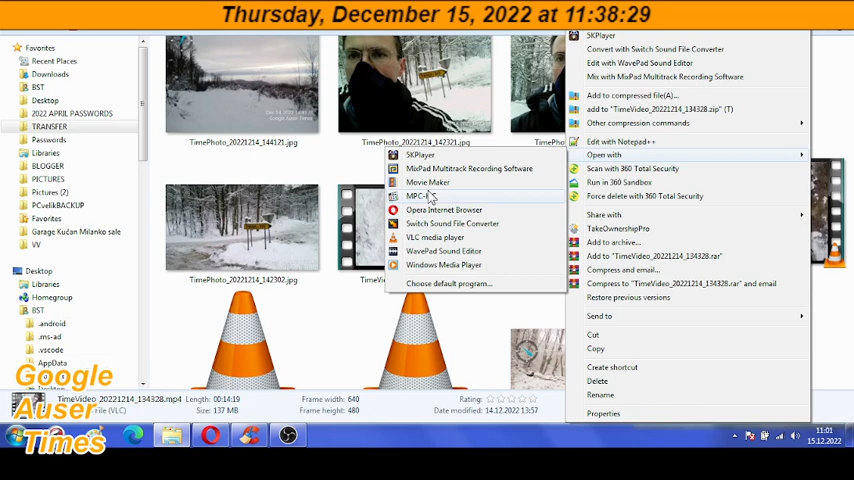 Thursday, December 15, 2022 at 11:38:29
Favorites
Recent Places
Downloads
BST
Desktop
2022 APRIL PASSWORDS
TRANSFER
Passwords
Libraries
BLOGGER
PICTURES
Pictures (2)
PCvelikBACKUP
Favorites
Garage Kućan Milanko sale
VV
Desktop
Libraries
Homegroup
BST
.android
.ms-ad
.vscode
AppData
TimePhoto_20221214_144121.jpg
TimePhoto_20221214_142321.jpg
TimePho
TimePhoto_20221214_142302.jpg
5KPlayer
MixPad Multitrack Recording Software
Movie Maker
Opera Internet Browser
Switch Sound File Converter
VLC media player
WavePad Sound Editor
Windows Media Player
Choose default program...
5KPlayer
Convert with Switch Sound File Converter
Edit with WavePad Sound Editor
Mix with MixPad Multitrack Recording Software
Add to compressed file(A)...
add to "TimeVideo_20221214_134328.zip" (T)
Other compression commands
Edit with Notepad++
Open with
Scan with 360 Total Security
Run in 360 Sandbox
Force delete with 360 Total Security
Share with
TakeOwnershipPro
Add to archive...
Add to "TimeVideo_20221214_134328.rar"
Compress and email...
Compress to "TimeVideo_20221214_134328.rar" and email
Restore previous versions
Send to
Cut
Copy
Create shortcut
Delete
Rename
Properties
TimeVideo_20221214_134328.mp4 Length: 00:14:19 Frame width: 640 Rating:
File (VLC) Size: 137 MB Frame height: 480 Date modified: 14.12.2022 13:57
Google
Auser
Times
11:01
15.12.2022